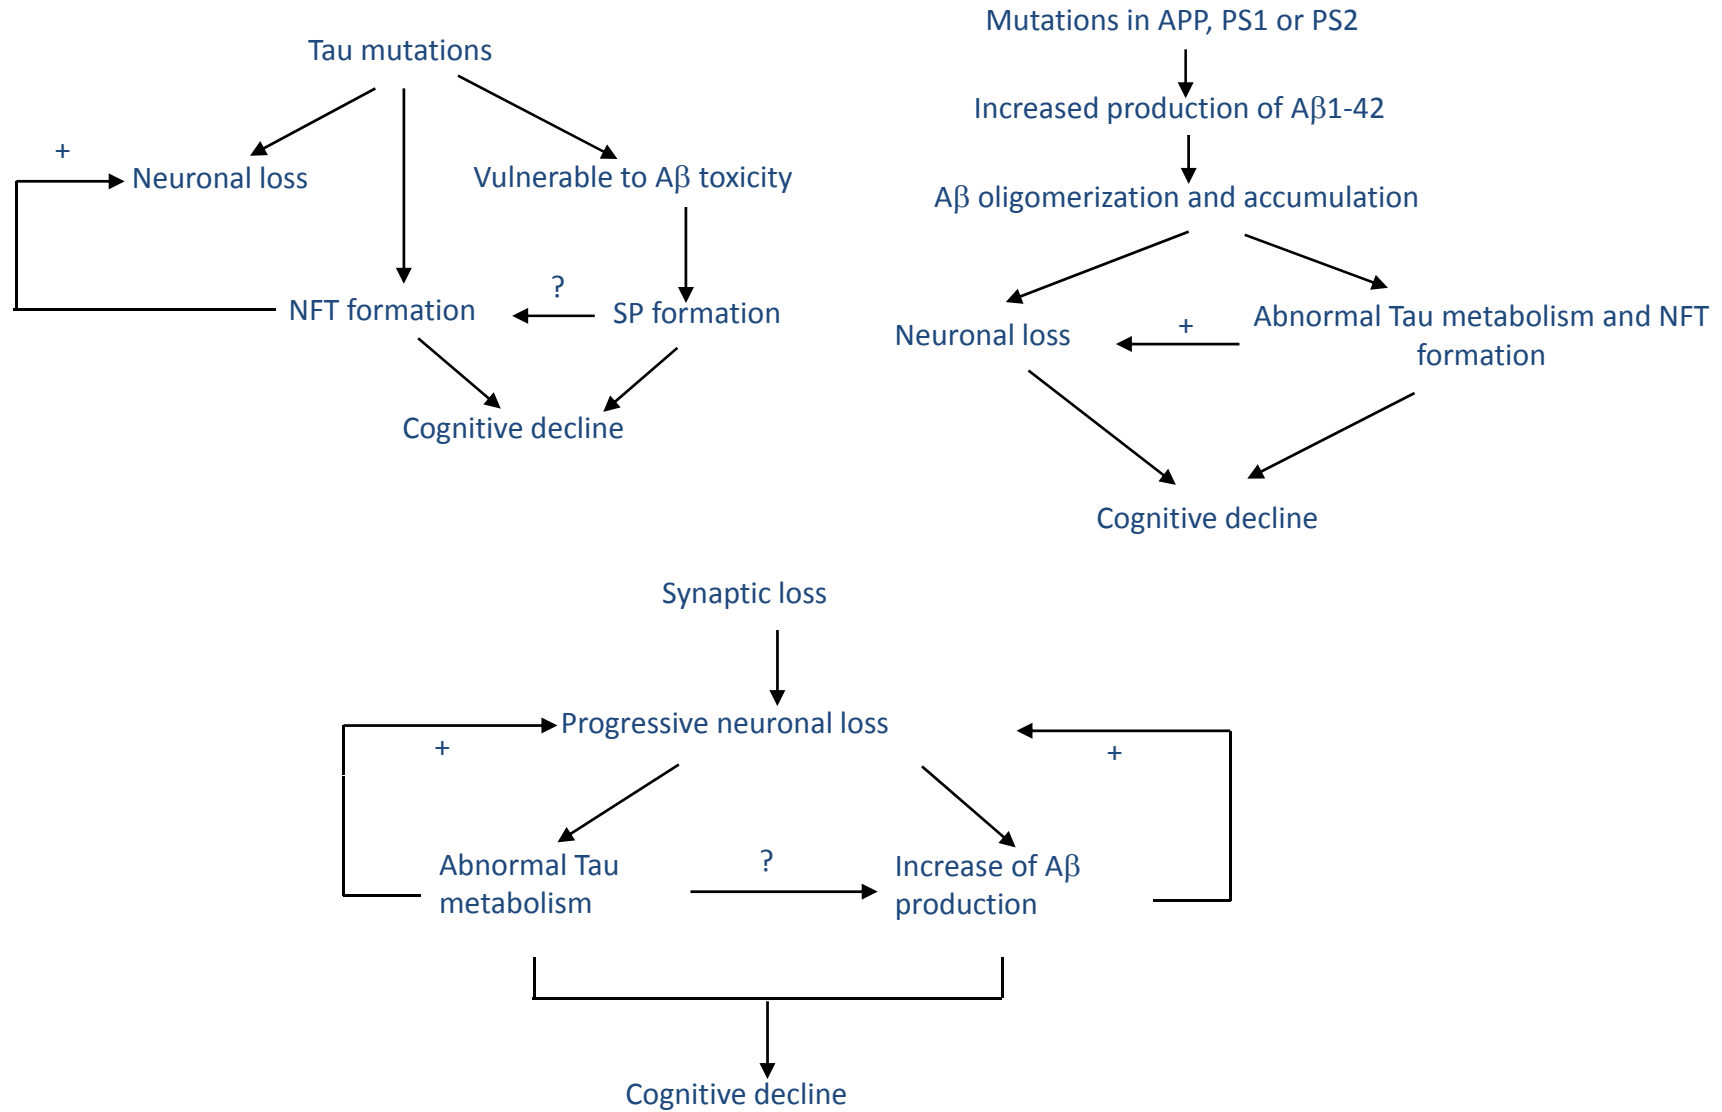 Tau mutations
+
Neuronal loss
Vulnerable to Aβ toxicity
?
NFT formation
SP formation
Cognitive decline
Mutations in APP, PS1 or PS2
Increased production of Aβ1-42
Aβ oligomerization and accumulation
Neuronal loss
+
Abnormal Tau metabolism and NFT
formation
Cognitive decline
Synaptic loss
Progressive neuronal loss
+
+
Abnormal Tau
metabolism
?
Increase of Aβ
production
Cognitive decline